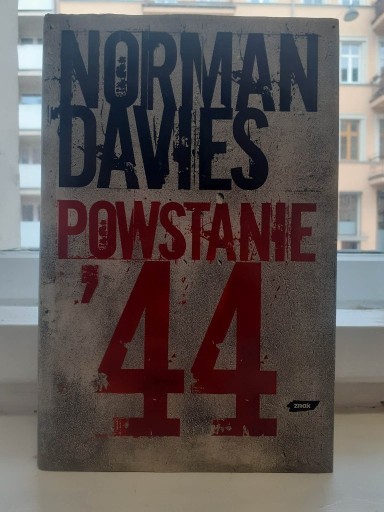 NORMAN
DAVIES
POWSTANIE
'44
znak